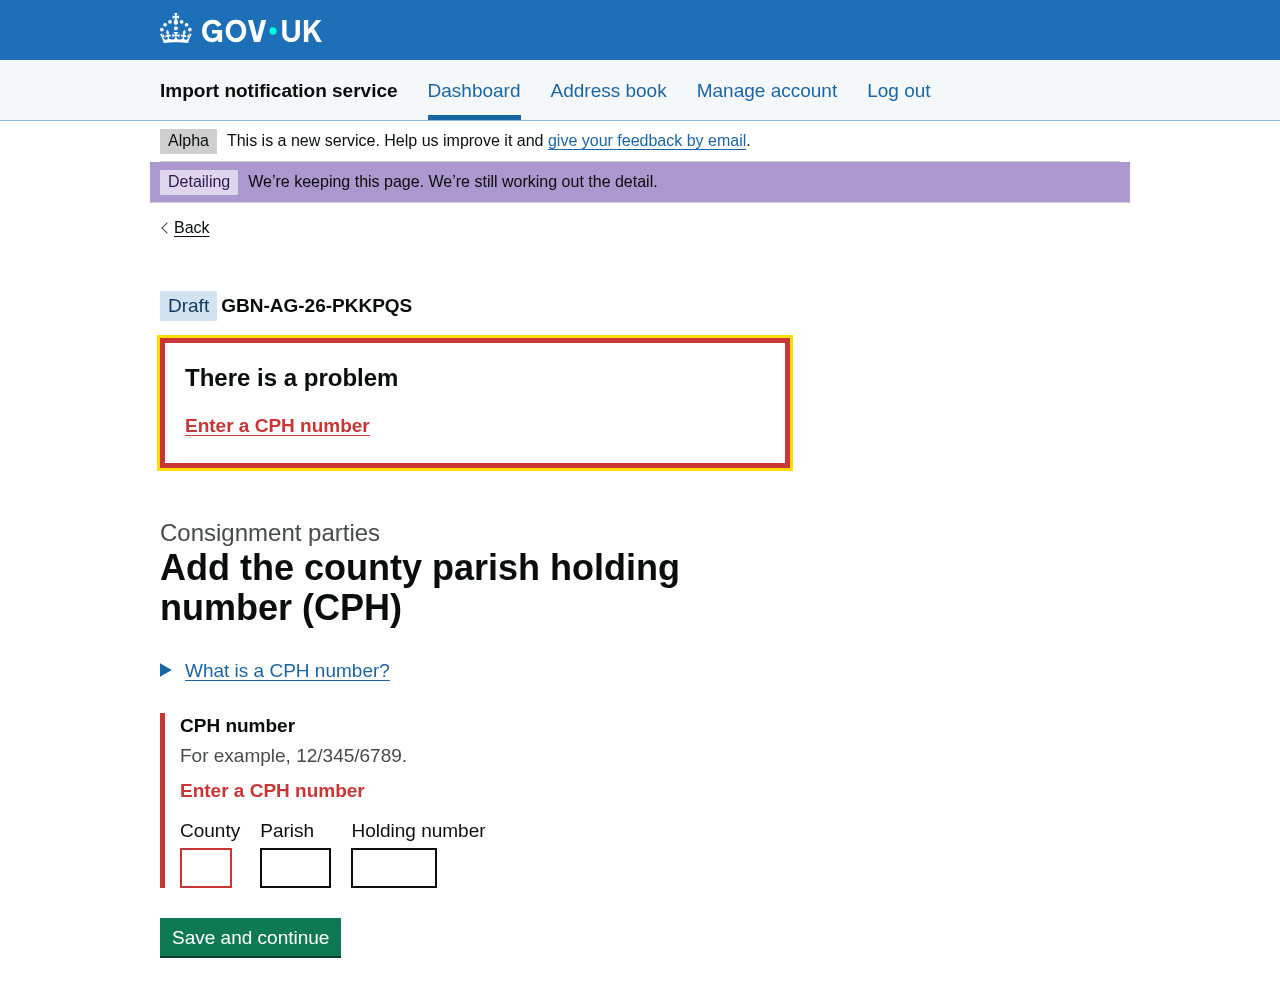 GOV•UK
Import notification service Dashboard Address book Manage account Log out
Alpha This is a new service. Help us improve it and give your feedback by email.
Detailing We’re keeping this page. We’re still working out the detail.
Back
Draft GBN-AG-26-PKKPQS
There is a problem
Enter a CPH number
Consignment parties
Add the county parish holding
number (CPH)
What is a CPH number?
CPH number
For example, 12/345/6789.
Enter a CPH number
County Parish Holding number
Save and continue